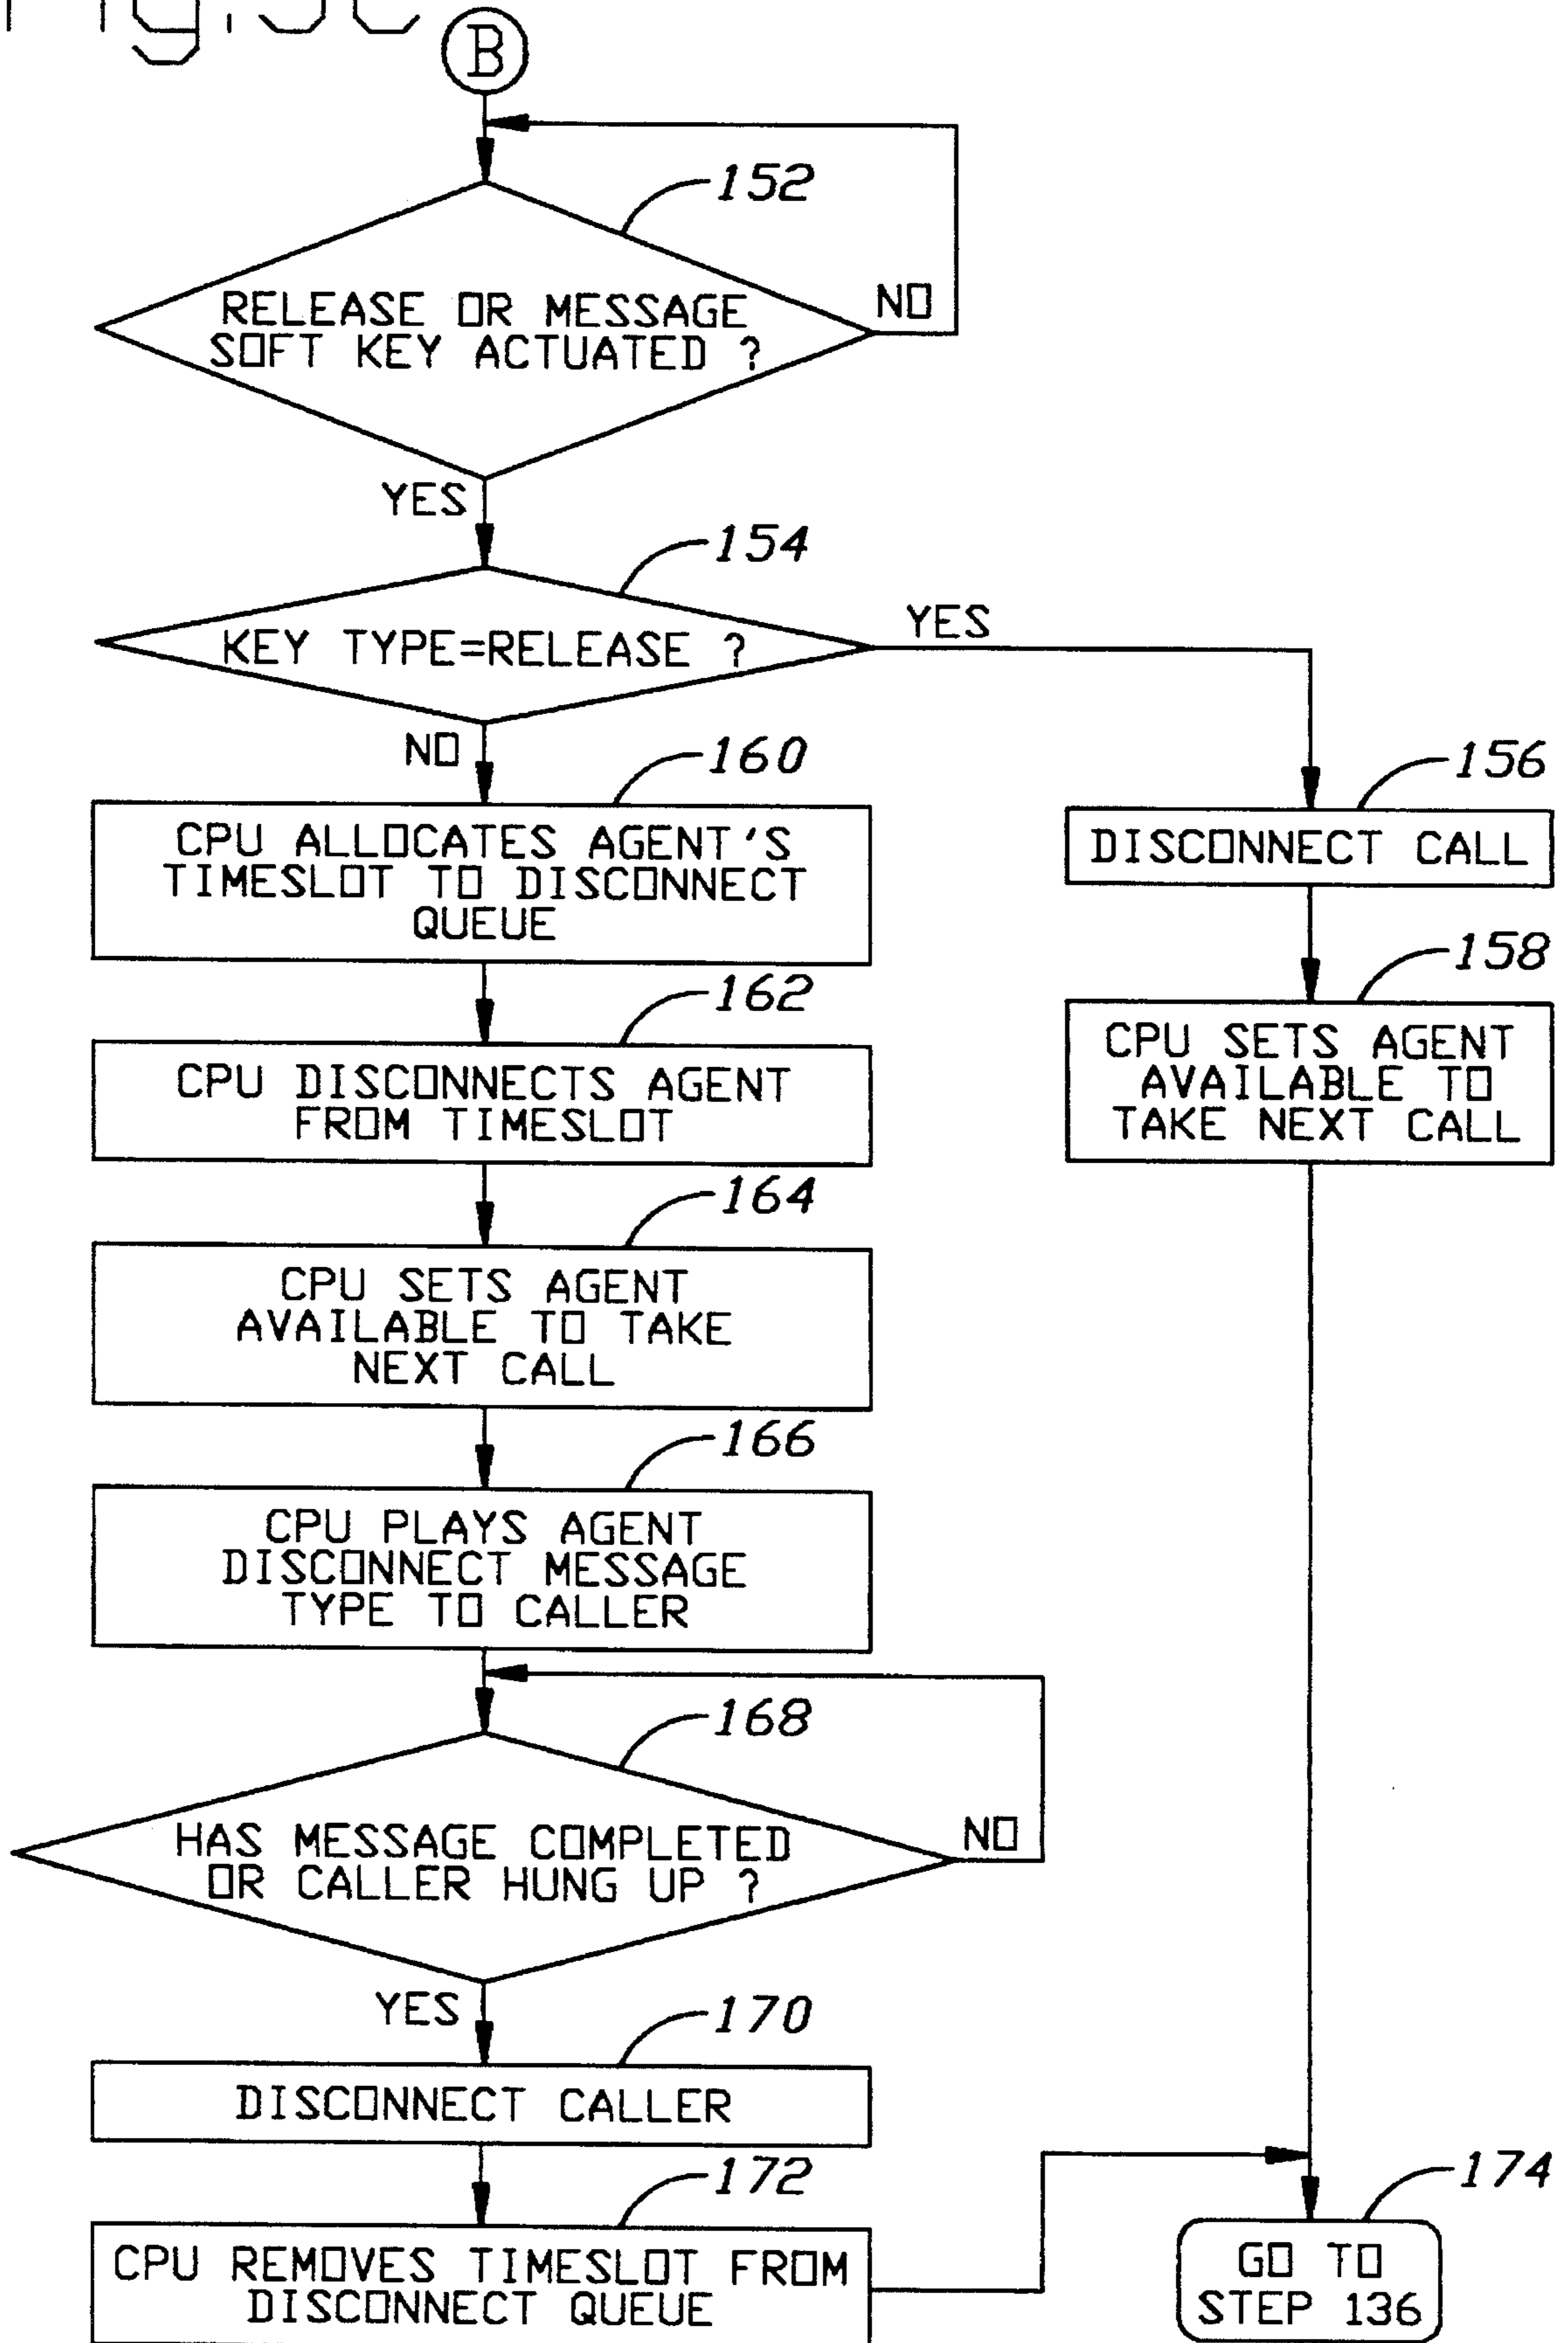 B
152
RELEASE OR MESSAGE
SOFT KEY ACTUATED ?
NO
YES
154
KEY TYPE=RELEASE ?
YES
NO
160
CPU ALLOCATES AGENT'S
TIMESLOT TO DISCONNECT
QUEUE
156
DISCONNECT CALL
162
CPU DISCONNECTS AGENT
FROM TIMESLOT
158
CPU SETS AGENT
AVAILABLE TO
TAKE NEXT CALL
164
CPU SETS AGENT
AVAILABLE TO TAKE
NEXT CALL
166
CPU PLAYS AGENT
DISCONNECT MESSAGE
TYPE TO CALLER
168
HAS MESSAGE COMPLETED
OR CALLER HUNG UP ?
NO
YES
170
DISCONNECT CALLER
172
CPU REMOVES TIMESLOT FROM
DISCONNECT QUEUE
174
GO TO
STEP 136